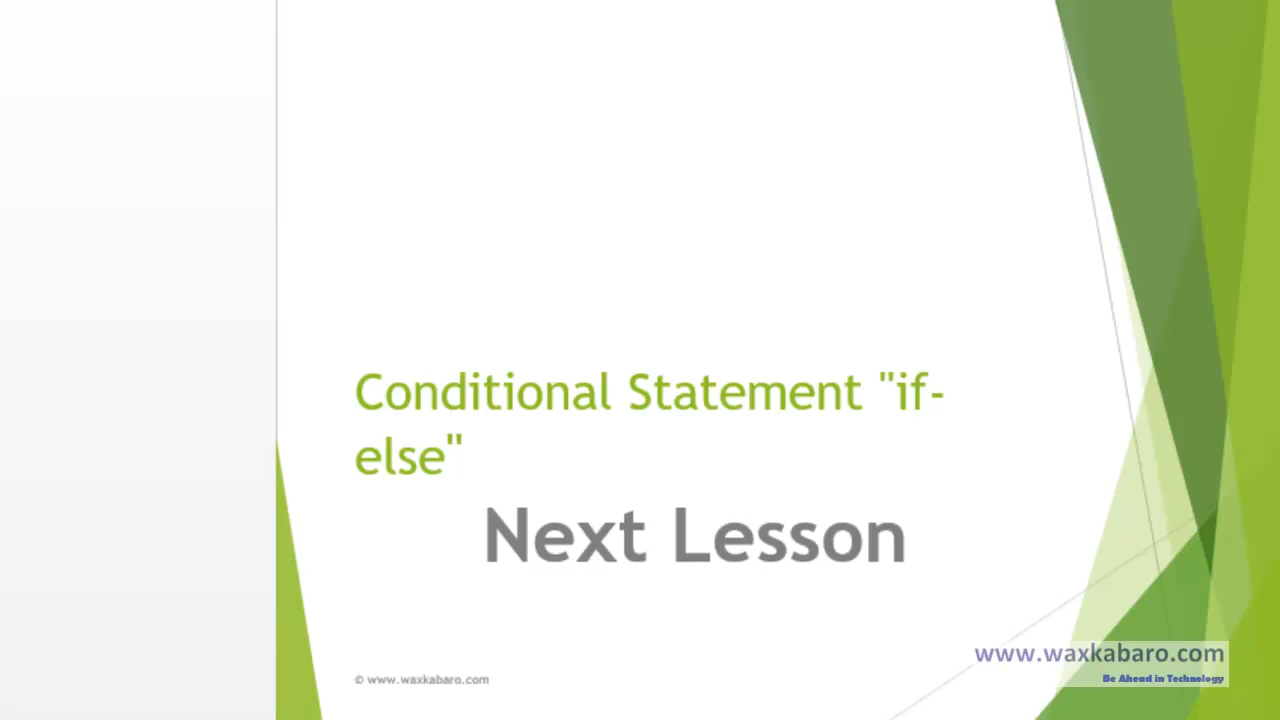 Conditional Statement "if-
else"
Next Lesson
www.waxkabaro.com
Be Ahead in Technology
© www.waxkabaro.com